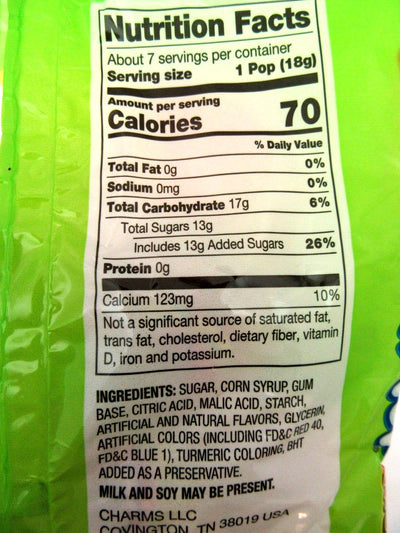 Nutrition Facts
About 7 servings per container
Serving size 1 Pop (18g)
Amount per serving
Calories 70
% Daily Value
Total Fat 0g 0%
Sodium 0mg 0%
Total Carbohydrate 17g 6%
Total Sugars 13g
Includes 13g Added Sugars 26%
Protein 0g
Calcium 123mg 10%
Not a significant source of saturated fat,
trans fat, cholesterol, dietary fiber, vitamin
D, iron and potassium.
INGREDIENTS: SUGAR, CORN SYRUP, GUM
BASE, CITRIC ACID, MALIC ACID, STARCH,
ARTIFICIAL AND NATURAL FLAVORS, GLYCERIN,
ARTIFICIAL COLORS (INCLUDING FD&C RED 40,
FD&C BLUE 1), TURMERIC COLORING, BHT
ADDED AS A PRESERVATIVE.
MILK AND SOY MAY BE PRESENT.
CHARMS LLC
COVINGTON, TN 38019 USA